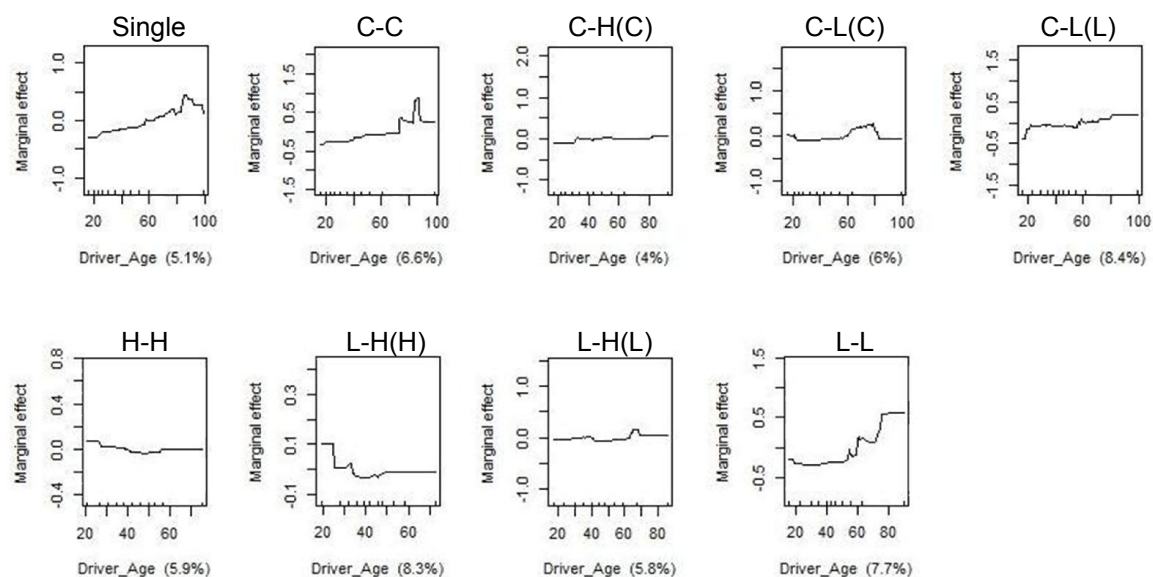 Single C-C C-H(C) C-L(C) C-L(L)
Marginal effect Marginal effect Marginal effect Marginal effect Marginal effect
1.0 0.0 -1.0
1.5 0.5 -0.5 -1.5
2.0 1.0 0.0 -1.0
1.0 0.0 -1.0
1.5 0.5 -0.5 -1.5
20 60 100 20 60 100 20 40 60 80 20 60 100 20 60 100
Driver_Age (5.1%) Driver_Age (6.6%) Driver_Age (4%) Driver_Age (6%) Driver_Age (8.4%)
H-H L-H(H) L-H(L) L-L
Marginal effect Marginal effect Marginal effect Marginal effect
0.8 0.4 0.0 -0.4
0.3 0.1 -0.1
1.0 0.0 -1.0
1.5 0.5 -0.5
20 40 60 20 40 60 20 40 60 80 20 40 60 80
Driver_Age (5.9%) Driver_Age (8.3%) Driver_Age (5.8%) Driver_Age (7.7%)